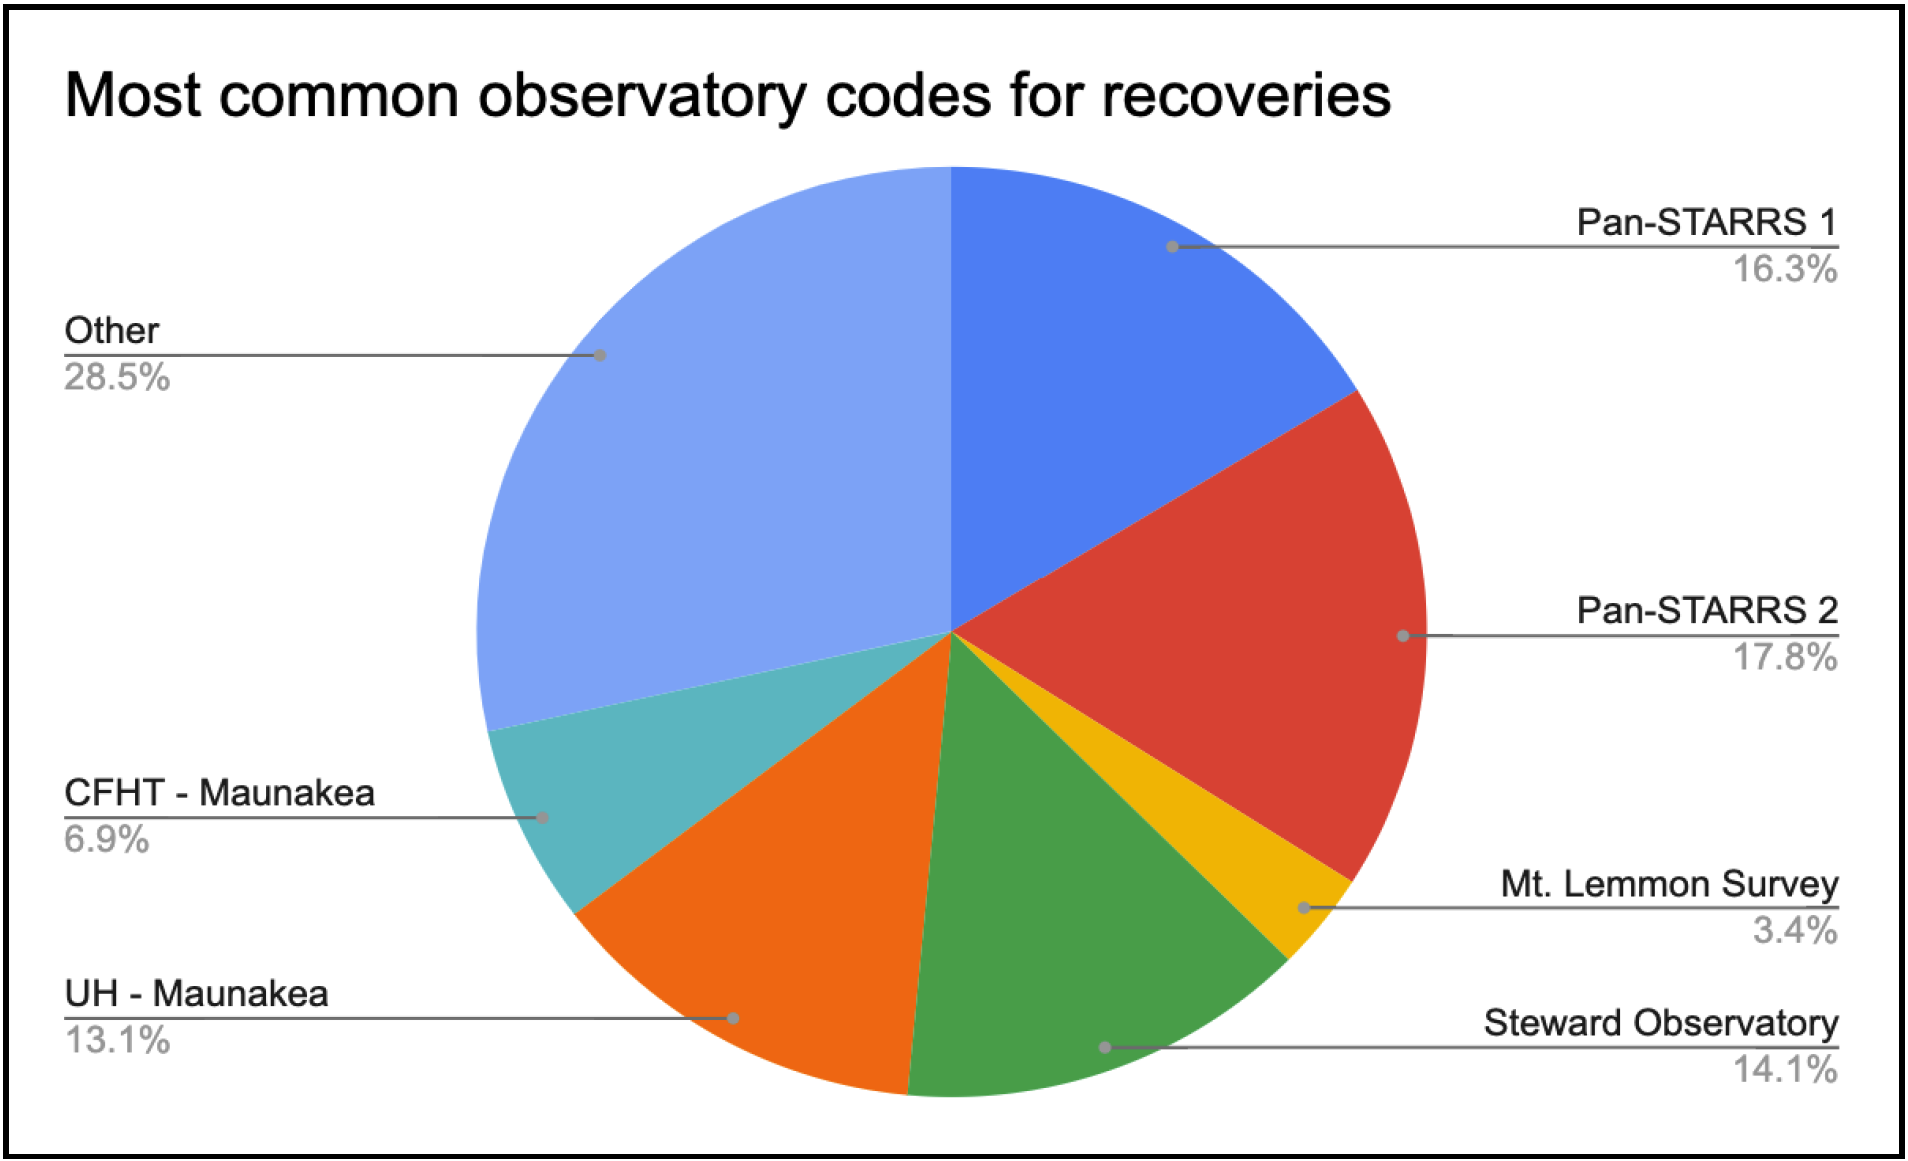 Most common observatory codes for recoveries
Pan-STARRS 1
16.3%
Other
28.5%
Pan-STARRS 2
17.8%
CFHT - Maunakea
6.9%
Mt. Lemmon Survey
3.4%
UH - Maunakea
13.1%
Steward Observatory
14.1%